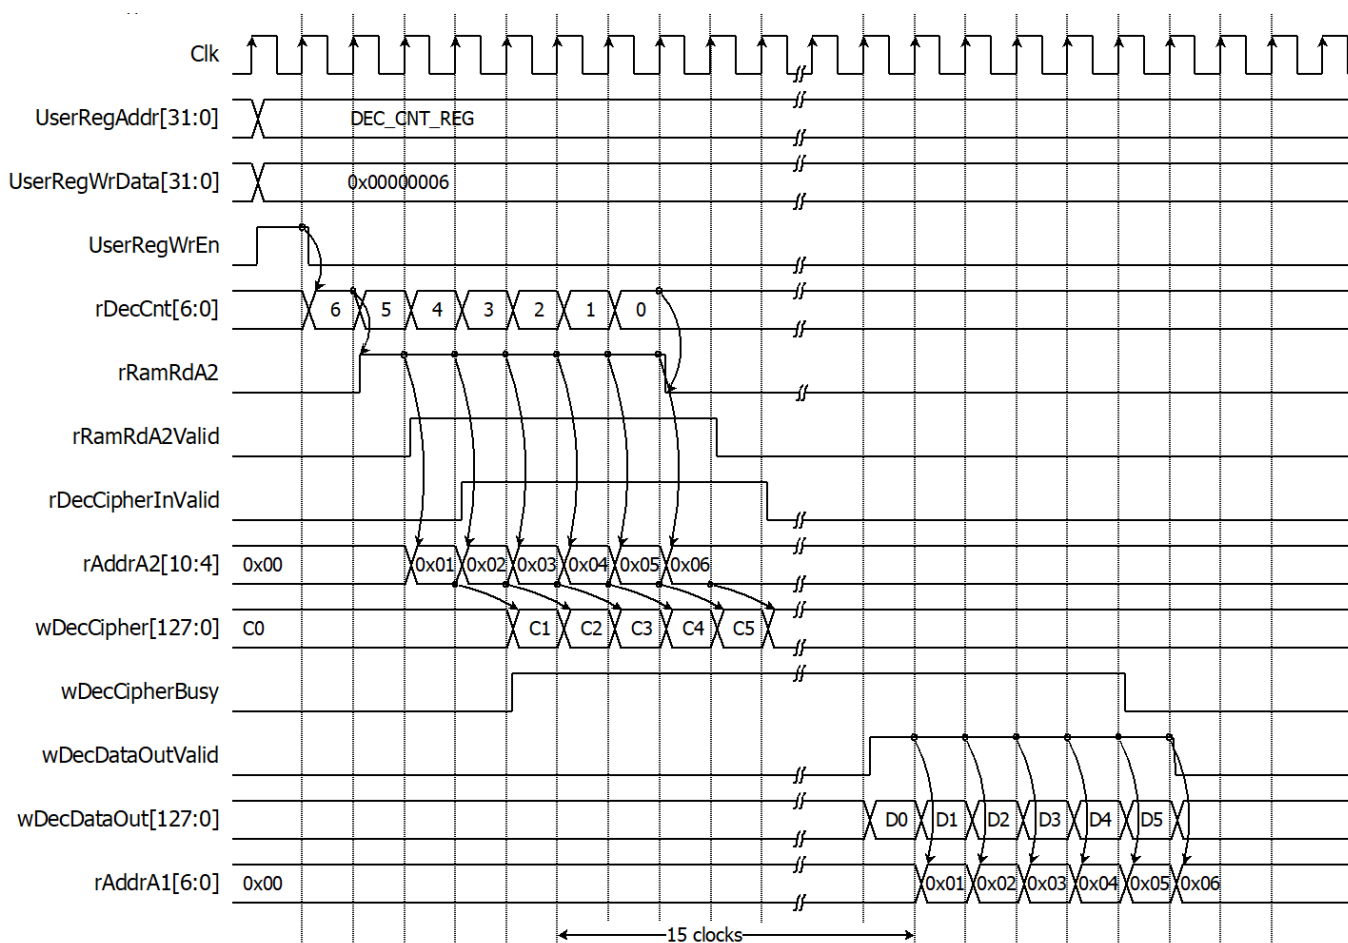 Clk
UserRegAddr[31:0] DEC_CNT_REG
UserRegWrData[31:0] 0x00000006
UserRegWrEn
rDecCnt[6:0] 6 5 4 3 2 1 0
rRamRdA2
rRamRdA2Valid
rDecCipherInValid
rAddrA2[10:4] 0x00 0x01 0x02 0x03 0x04 0x05 0x06
wDecCipher[127:0] C0 C1 C2 C3 C4 C5
wDecCipherBusy
wDecDataOutValid
wDecDataOut[127:0] D0 D1 D2 D3 D4 D5
rAddrA1[6:0] 0x00 0x01 0x02 0x03 0x04 0x05 0x06
15 clocks